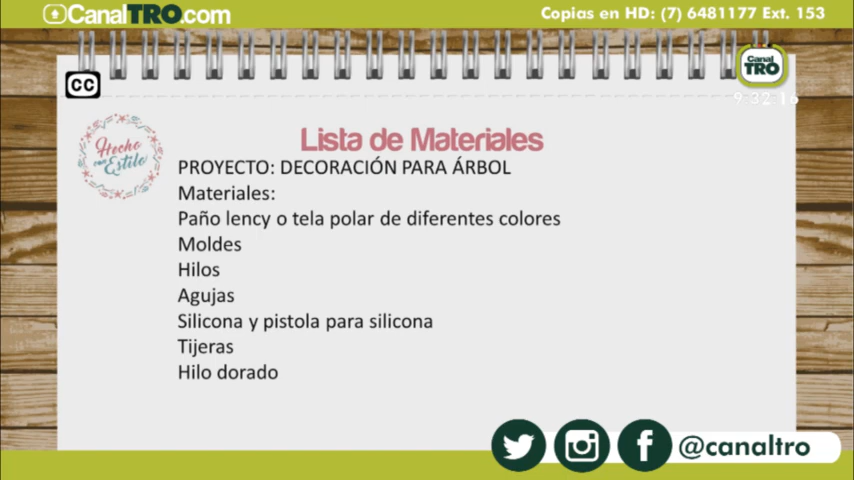 CanalTRO.com
Copias en HD: (7) 6481177 Ext. 153
Canal
TRO
CC
9:32:16
Hecho
con Estilo
Lista de Materiales
PROYECTO: DECORACIÓN PARA ÁRBOL
Materiales:
Paño lency o tela polar de diferentes colores
Moldes
Hilos
Agujas
Silicona y pistola para silicona
Tijeras
Hilo dorado
@canaltro